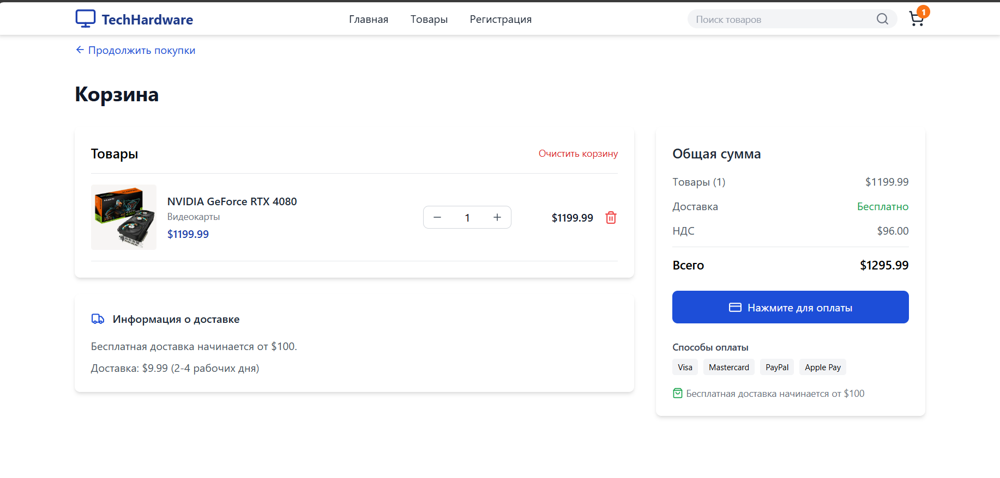 TechHardware
Главная Товары Регистрация
Поиск товаров
1
Продолжить покупки
Корзина
Товары
Очистить корзину
NVIDIA GeForce RTX 4080
Видеокарты
$1199.99
1
$1199.99
Информация о доставке
Бесплатная доставка начинается от $100.
Доставка: $9.99 (2-4 рабочих дня)
Общая сумма
Товары (1) $1199.99
Доставка Бесплатно
НДС $96.00
Всего $1295.99
Нажмите для оплаты
Способы оплаты
Visa Mastercard PayPal Apple Pay
Бесплатная доставка начинается от $100